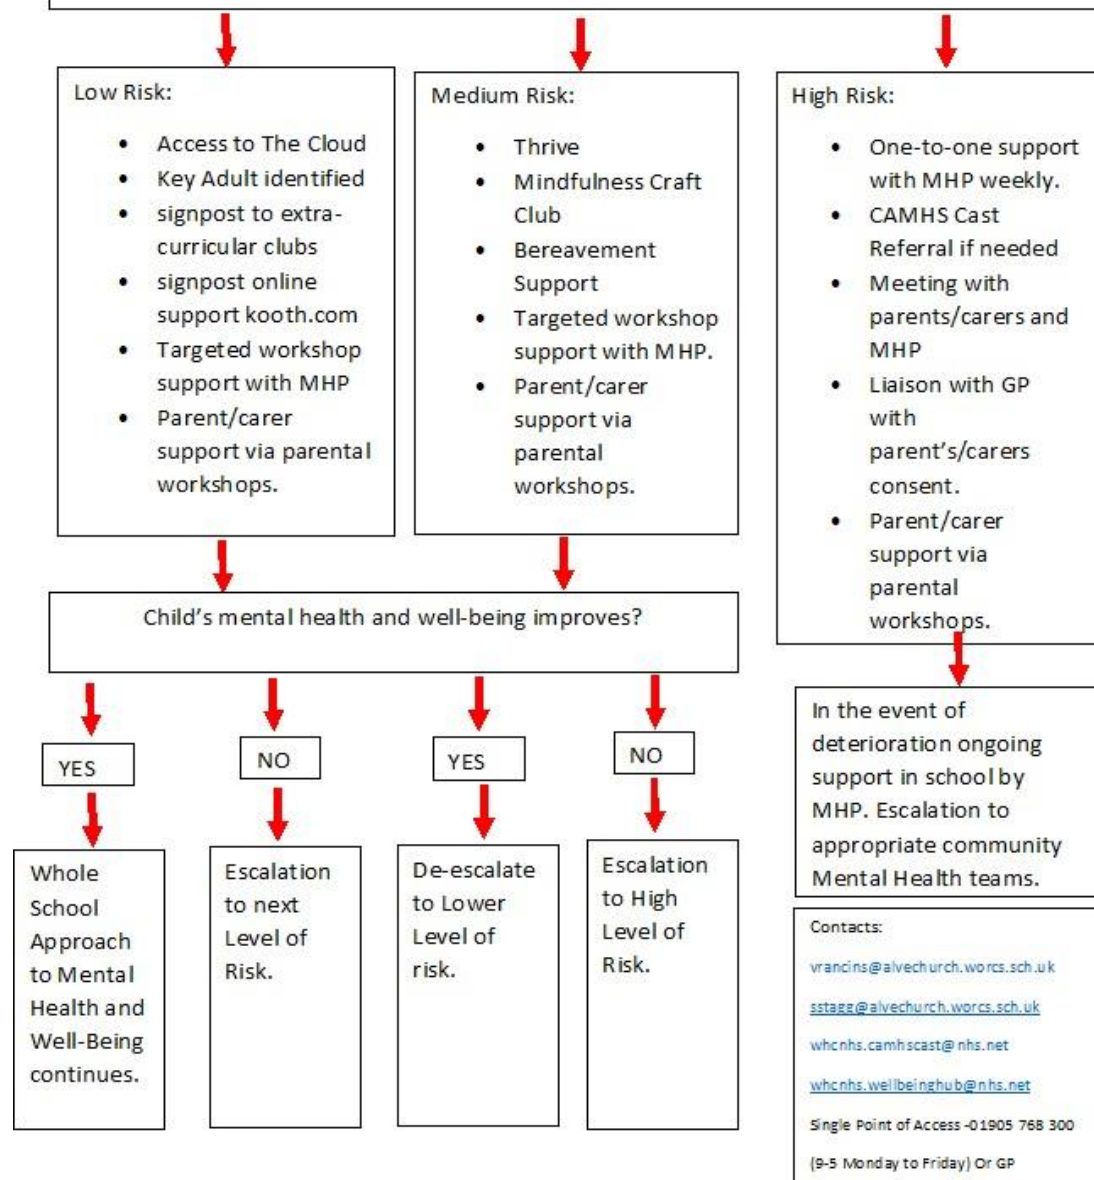 Low Risk:
• Access to The Cloud
• Key Adult identified
• signpost to extra-
curricular clubs
• signpost online
support kooth.com
• Targeted workshop
support with MHP
• Parent/carer
support via parental
workshops.
Medium Risk:
• Thrive
• Mindfulness Craft
Club
• Bereavement
Support
• Targeted workshop
support with MHP.
• Parent/carer
support via
parental
workshops.
High Risk:
• One-to-one support
with MHP weekly.
• CAMHS Cast
Referral if needed
• Meeting with
parents/carers and
MHP
• Liaison with GP
with
parent's/carers
consent.
• Parent/carer
support via
parental
workshops.
Child's mental health and well-being improves?
YES
NO
YES
NO
Whole
School
Approach
to Mental
Health and
Well-Being
continues.
Escalation
to next
Level of
Risk.
De-escalate
to Lower
Level of
risk.
Escalation
to High
Level of
Risk.
In the event of
deterioration ongoing
support in school by
MHP. Escalation to
appropriate community
Mental Health teams.
Contacts:
vrancins@alvechurch.worcs.sch.uk
sstagg@alvechurch.worcs.sch.uk
whcnhs.camhscast@nhs.net
whcnhs.wellbeinghub@nhs.net
Single Point of Access -01905 768 300
(9-5 Monday to Friday) Or GP